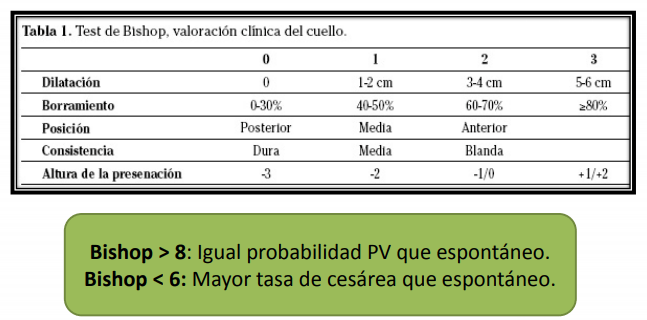 Tabla 1. Test de Bishop, valoración clínica del cuello.
0 1 2 3
Dilatación 0 1-2 cm 3-4 cm 5-6 cm
Borramiento 0-30% 40-50% 60-70% ≥80%
Posición Posterior Media Anterior
Consistencia Dura Media Blanda
Altura de la presenación -3 -2 -1/0 +1/+2
Bishop > 8: Igual probabilidad PV que espontáneo.
Bishop < 6: Mayor tasa de cesárea que espontáneo.